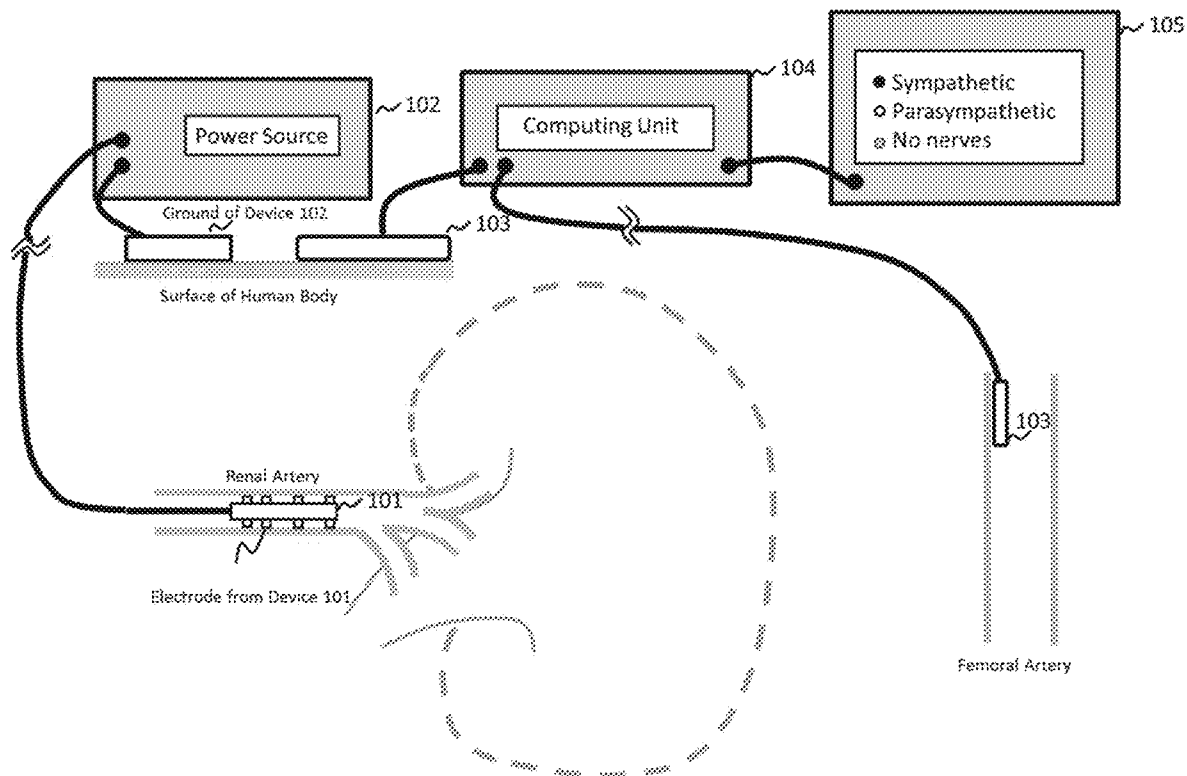 105
Sympathetic
Parasympathetic
No nerves
104
Computing Unit
102
Power Source
Ground of Device 102
103
Surface of Human Body
Renal Artery
101
Electrode from Device 101
103
Femoral Artery